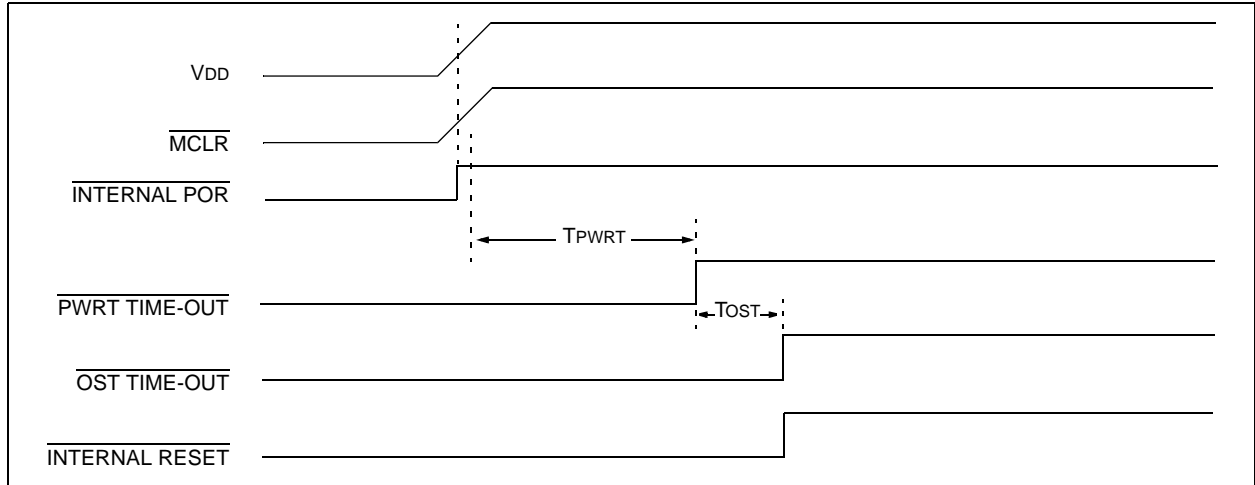 VDD
MCLR
INTERNAL POR
TPWRT
PWRT TIME-OUT
TOST
OST TIME-OUT
INTERNAL RESET